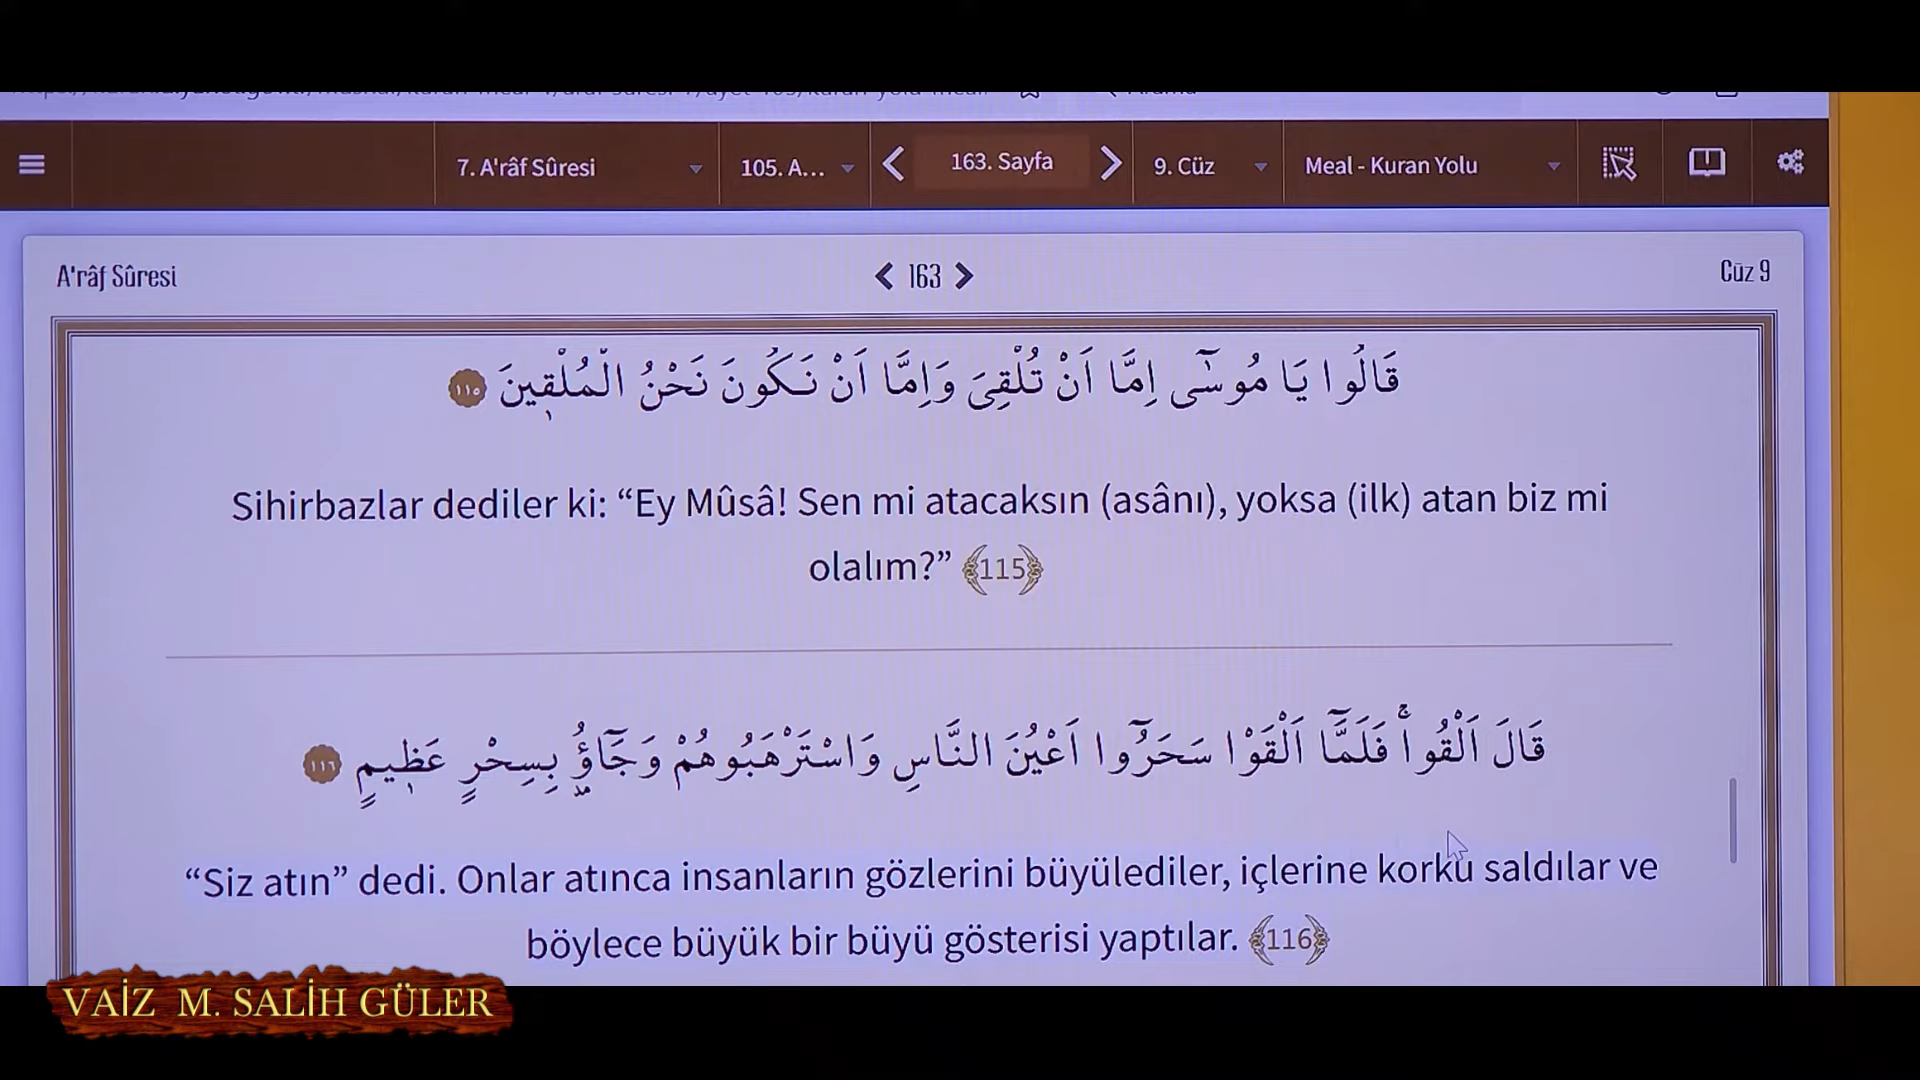 7. A'râf Sûresi
105. A...
163. Sayfa
9. Cüz
Meal - Kuran Yolu
A'râf Sûresi
163
Cüz 9
قَالُوا يَا مُوسٰٓى اِمَّٓا اَنْ تُلْقِيَ وَاِمَّٓا اَنْ نَكُونَ نَحْنُ الْمُلْق۪ينَ ١١٥
Sihirbazlar dediler ki: “Ey Mûsâ! Sen mi atacaksın (asânı), yoksa (ilk) atan biz mi
olalım?” ﴾115﴿
قَالَ اَلْقُواۚ فَلَمَّٓا اَلْقَوْا سَحَرُٓوا اَعْيُنَ النَّاسِ وَاسْتَرْهَبُوهُمْ وَجَٓاؤُ۫ بِسِحْرٍ عَظ۪يمٍ ١١٦
“Siz atın” dedi. Onlar atınca insanların gözlerini büyülediler, içlerine korku saldılar ve
böylece büyük bir büyü gösterisi yaptılar. ﴾116﴿
VAİZ M. SALİH GÜLER